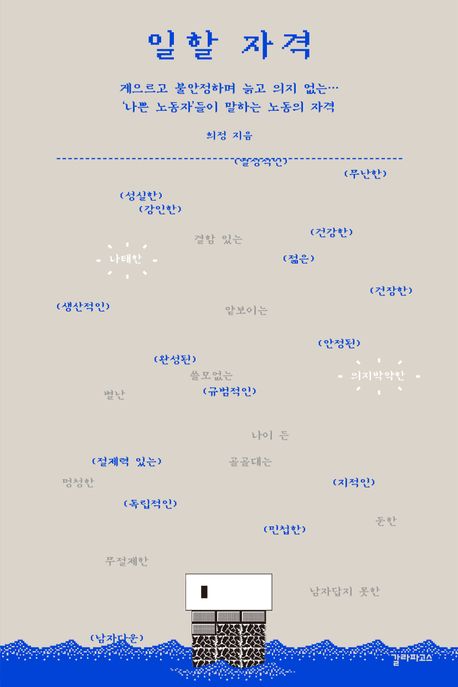 일할 자격
게으르고 불안정하며 늙고 의지 없는…
'나쁜 노동자'들이 말하는 노동의 자격
희정 지음
(열정적인)
(무난한)
(성실한)
(강인한)
(건강한)
결함 있는
나태한
(젊은)
(건장한)
(생산적인)
얕보이는
(안정된)
(완성된)
쓸모없는
의지박약한
(규범적인)
별난
나이 든
(절제력 있는)
골골대는
멍청한
(지적인)
(독립적인)
둔한
(민첩한)
무절제한
남자답지 못한
(남자다운)
갈라파고스